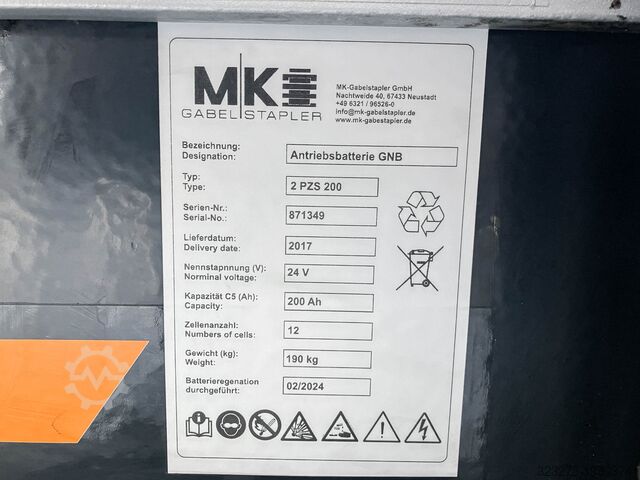 MK
GABELSTAPLER
MK-Gabelstapler GmbH
Nachtweide 40, 67433 Neustadt
+49 6321 / 96526-0
info@mk-gabelstapler.de
www.mk-gabestapler.de
Bezeichnung:
Designation:
Antriebsbatterie GNB
Typ:
Type:
2 PZS 200
Serien-Nr.:
Serial-No.:
871349
Lieferdatum:
Delivery date:
2017
Nennstapnnung (V):
Norminal voltage:
24 V
Kapazität C5 (Ah):
Capacity:
200 Ah
Zellenanzahl:
Numbers of cells:
12
Gewicht (kg):
Weight:
190 kg
Batterieregenation
durchgeführt:
02/2024